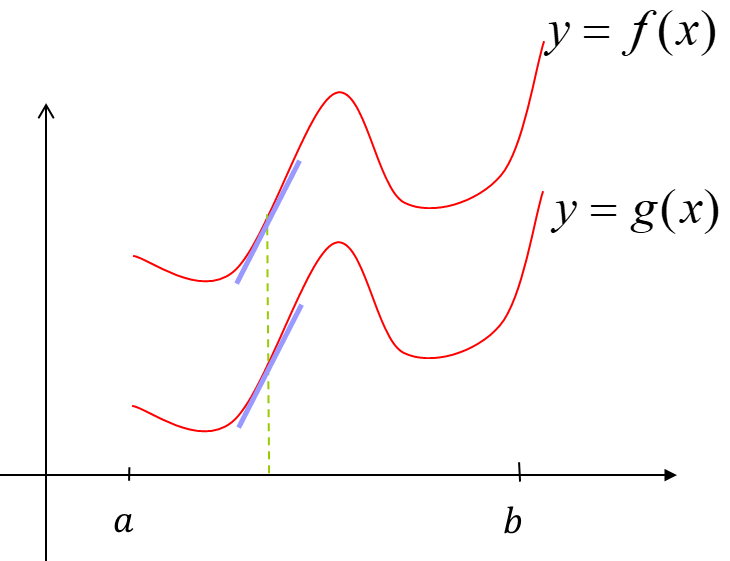 y = f(x)
y = g(x)
a
b